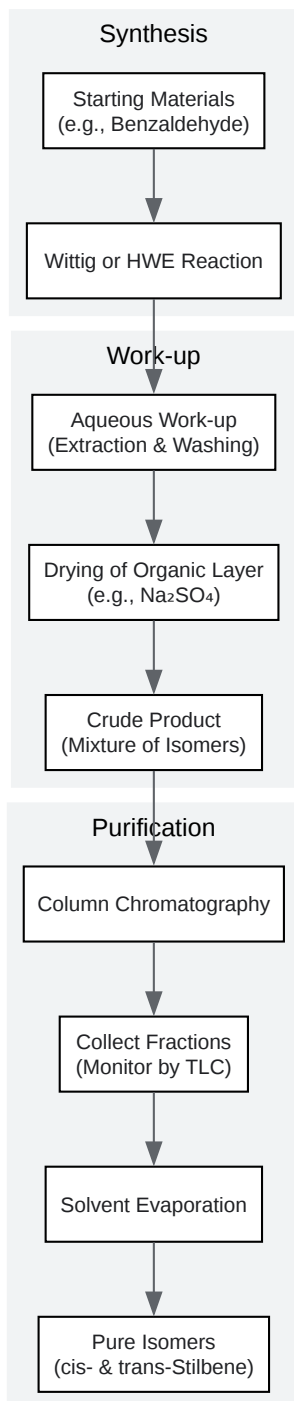 Synthesis
Starting Materials
(e.g., Benzaldehyde)
Wittig or HWE Reaction
Work-up
Aqueous Work-up
(Extraction & Washing)
Drying of Organic Layer
(e.g., Na₂SO₄)
Crude Product
(Mixture of Isomers)
Purification
Column Chromatography
Collect Fractions
(Monitor by TLC)
Solvent Evaporation
Pure Isomers
(cis- & trans-Stilbene)